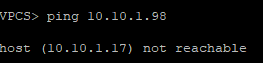 VPCS> ping 10.10.1.98
host (10.10.1.17) not reachable